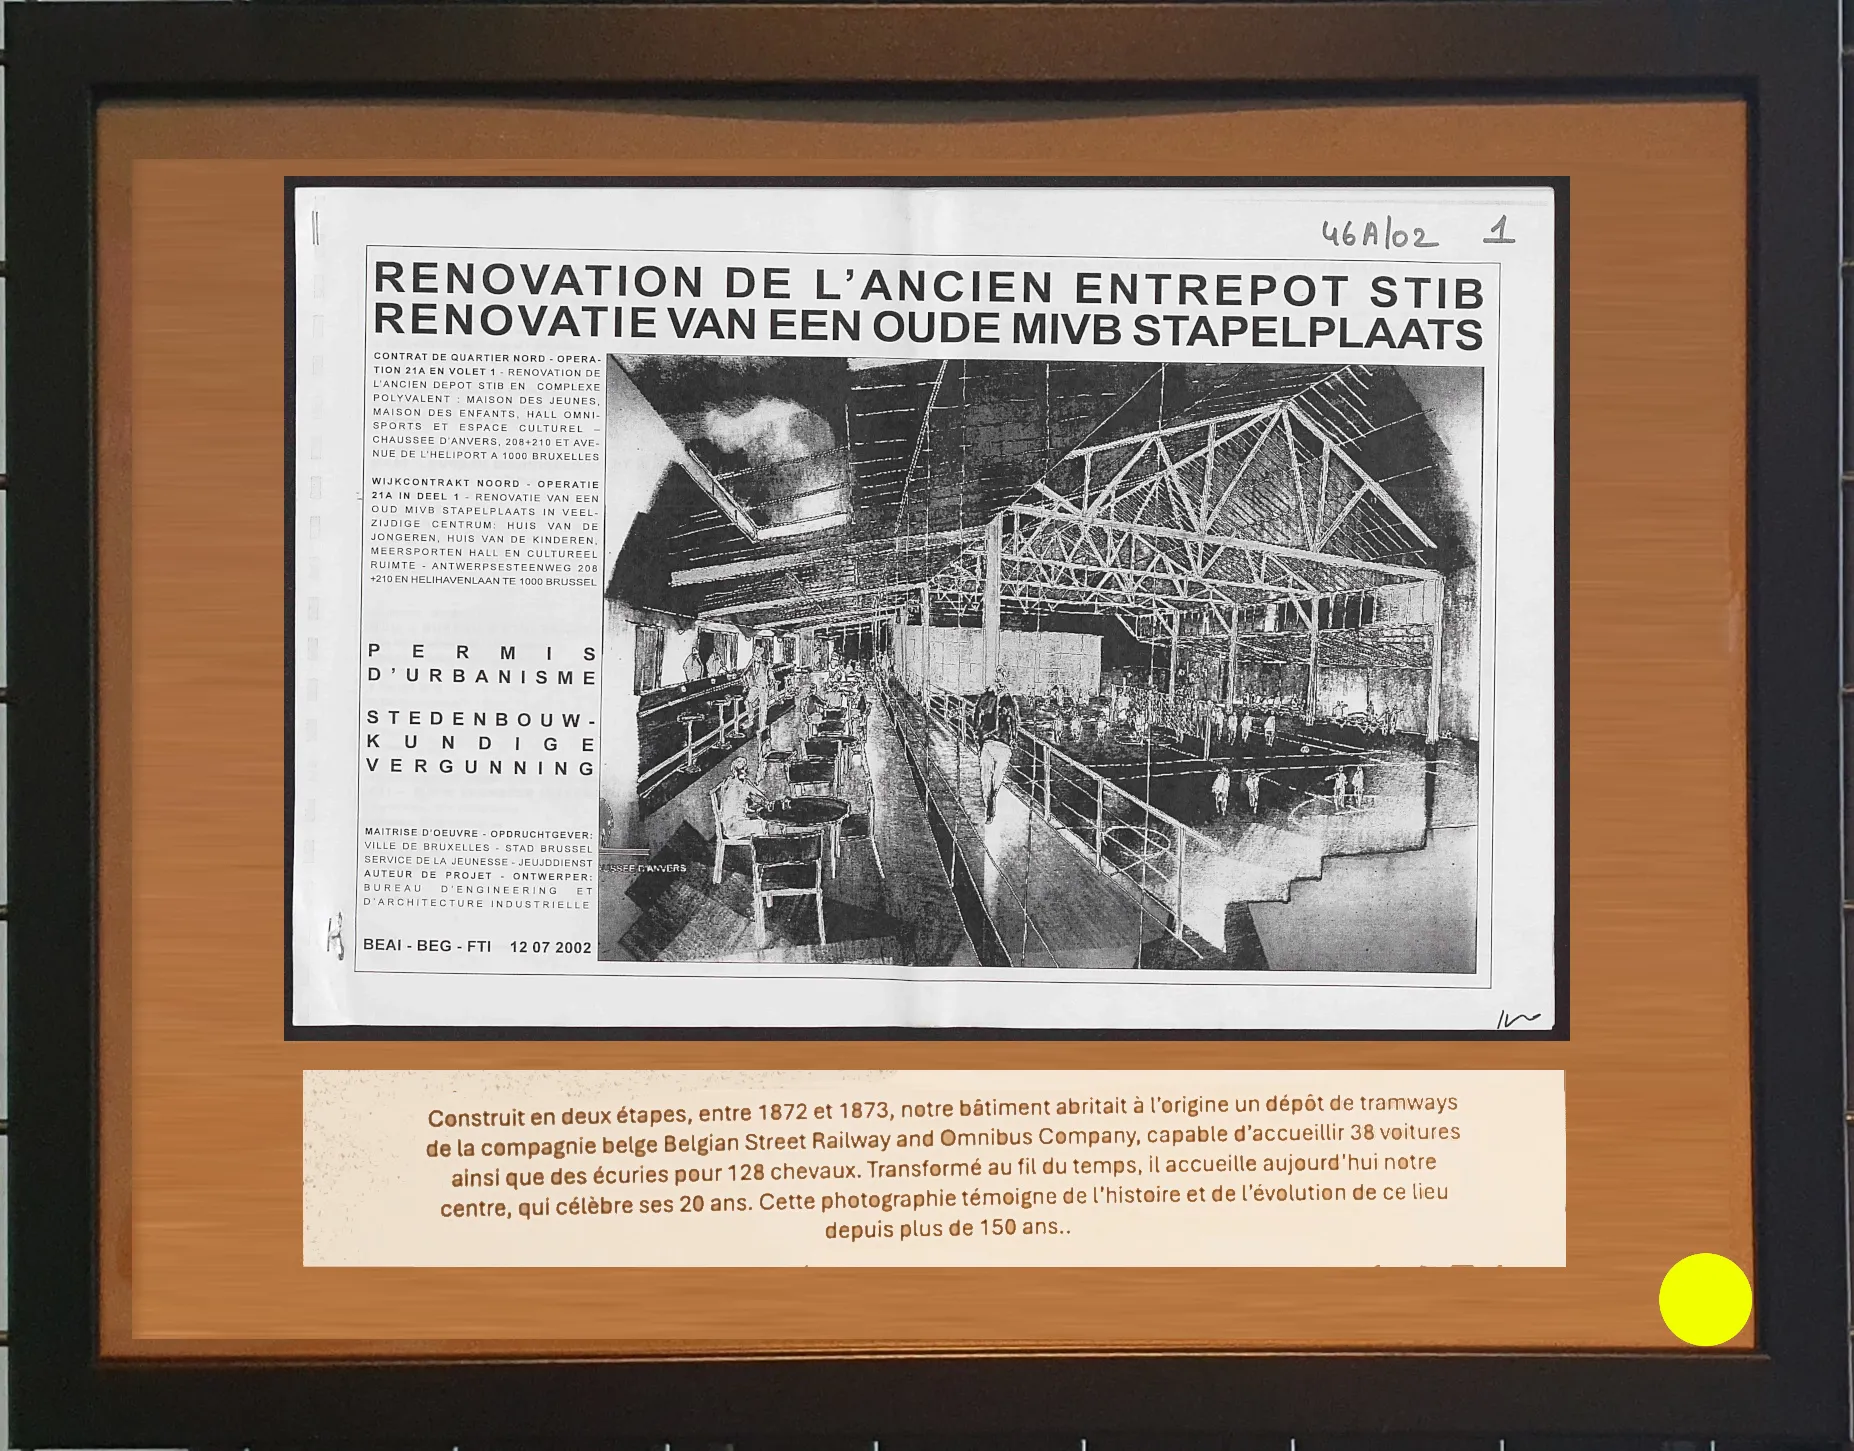 46A/02 1
RENOVATION DE L'ANCIEN ENTREPOT STIB
RENOVATIE VAN EEN OUDE MIVB STAPELPLAATS
CONTRAT DE QUARTIER NORD - OPERA-
TION 21A EN VOLET 1 - RENOVATION DE
L'ANCIEN DEPOT STIB EN COMPLEXE
POLYVALENT : MAISON DES JEUNES,
MAISON DES ENFANTS, HALL OMNI-
SPORTS ET ESPACE CULTUREL –
CHAUSSEE D'ANVERS, 208+210 ET AVE-
NUE DE L'HELIPORT A 1000 BRUXELLES
WIJKCONTRAKT NOORD - OPERATIE
21A IN DEEL 1 - RENOVATIE VAN EEN
OUD MIVB STAPELPLAATS IN VEEL-
ZIJDIGE CENTRUM: HUIS VAN DE
JONGEREN, HUIS VAN DE KINDEREN,
MEERSPORTEN HALL EN CULTUREEL
RUIMTE - ANTWERPSESTEENWEG 208
+210 EN HELIHAVENLAAN TE 1000 BRUSSEL
PERMIS
D'URBANISME
STEDENBOUW-
KUNDIGE
VERGUNNING
MAITRISE D'OEUVRE - OPDRUCHTGEVER:
VILLE DE BRUXELLES - STAD BRUSSEL
SERVICE DE LA JEUNESSE - JEUJDDIENST
AUTEUR DE PROJET - ONTWERPER:
BUREAU D'ENGINEERING ET
D'ARCHITECTURE INDUSTRIELLE
BEAI - BEG - FTI 12 07 2002
D'ANVERS
Construit en deux étapes, entre 1872 et 1873, notre bâtiment abritait à l'origine un dépôt de tramways
de la compagnie belge Belgian Street Railway and Omnibus Company, capable d'accueillir 38 voitures
ainsi que des écuries pour 128 chevaux. Transformé au fil du temps, il accueille aujourd'hui notre
centre, qui célèbre ses 20 ans. Cette photographie témoigne de l'histoire et de l'évolution de ce lieu
depuis plus de 150 ans..